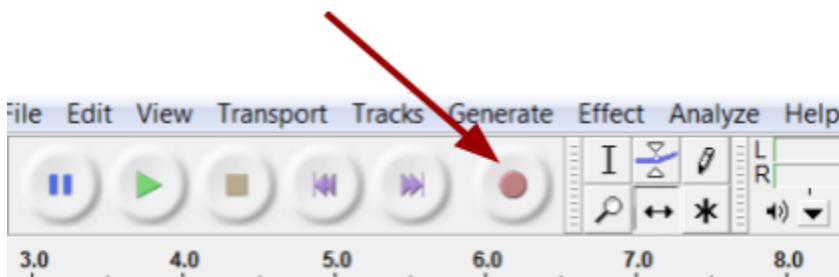 File Edit View Transport Tracks Generate Effect Analyze Help
L
R
3.0 4.0 5.0 6.0 7.0 8.0